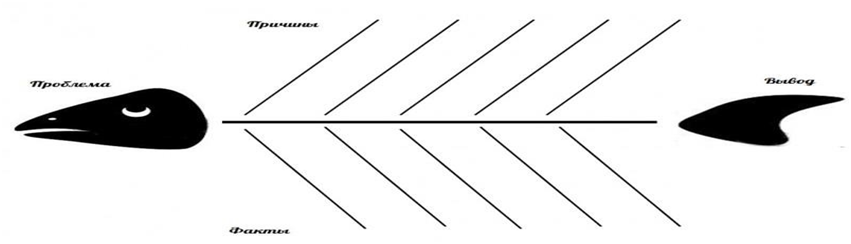 Причины
Проблема
Вывод
Факты